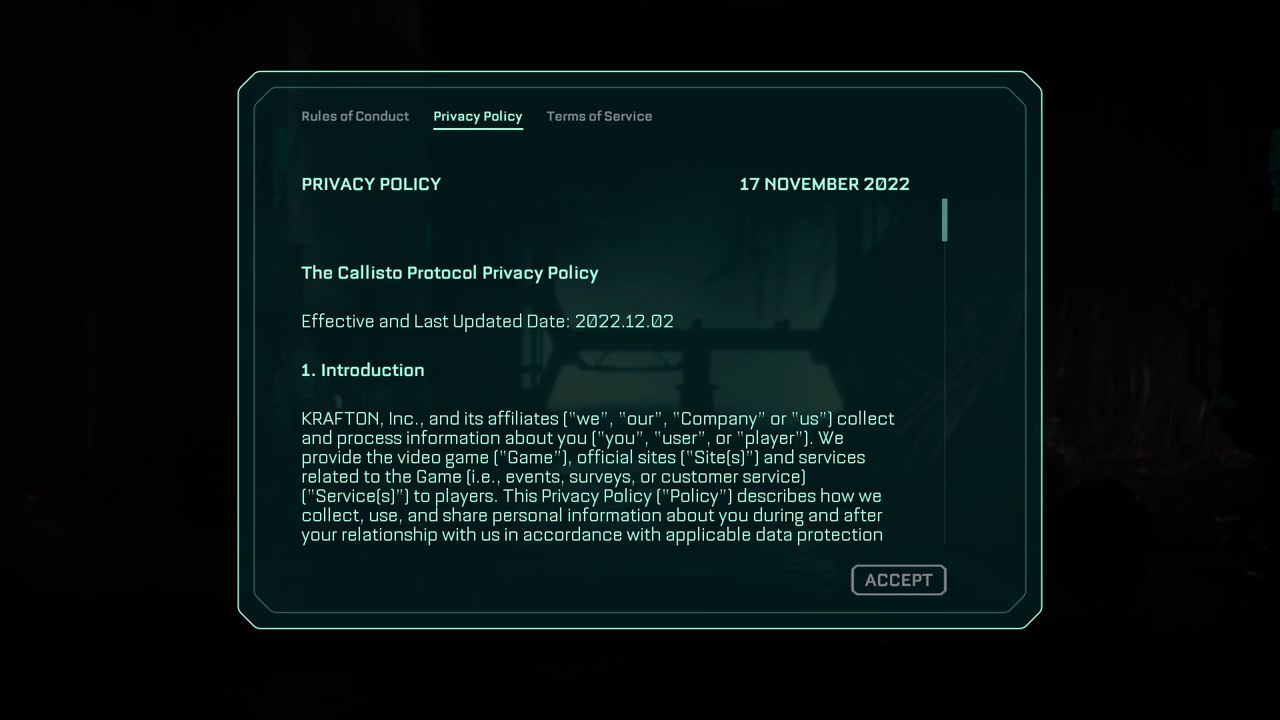 Rules of Conduct Privacy Policy Terms of Service
PRIVACY POLICY 17 NOVEMBER 2022
The Callisto Protocol Privacy Policy
Effective and Last Updated Date: 2022.12.02
1. Introduction
KRAFTON, Inc., and its affiliates (“we”, “our”, “Company” or “us”) collect
and process information about you (“you”, “user”, or “player”). We
provide the video game (“Game”), official sites (“Site(s)”) and services
related to the Game (i.e., events, surveys, or customer service)
(“Service(s)”) to players. This Privacy Policy (“Policy”) describes how we
collect, use, and share personal information about you during and after
your relationship with us in accordance with applicable data protection
ACCEPT